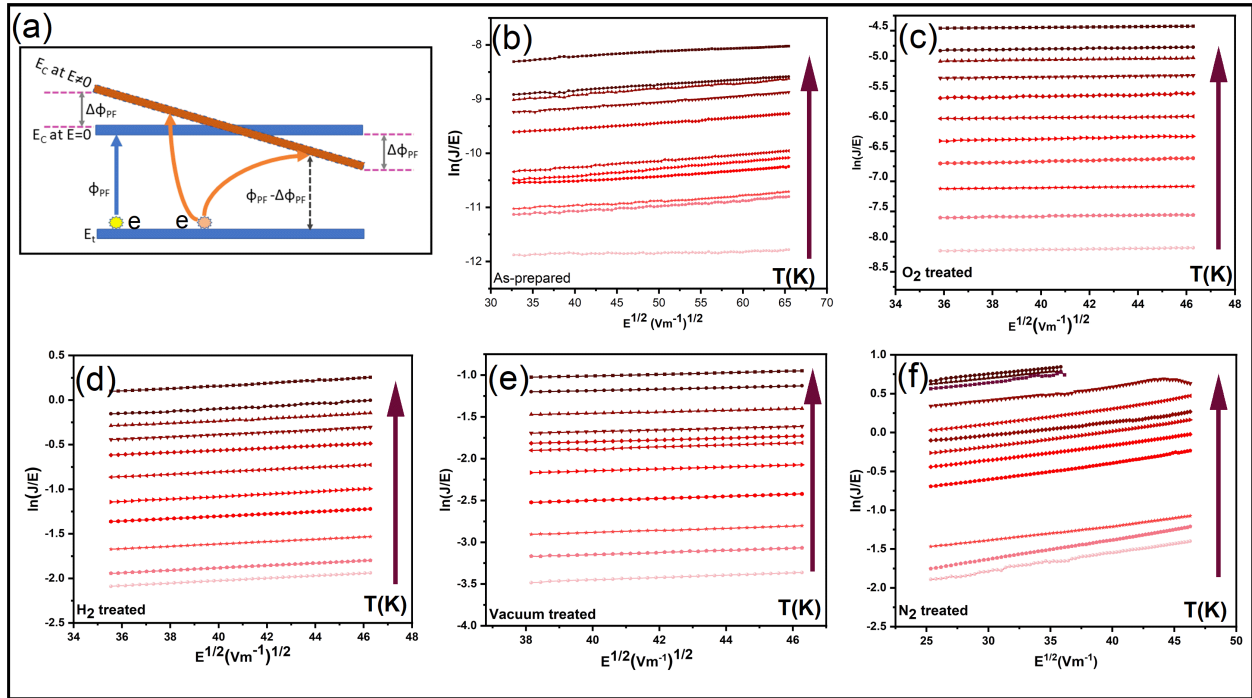 (a)
E_C at E≠0
Δϕ_PF
E_C at E=0
Δϕ_PF
ϕ_PF
ϕ_PF-Δϕ_PF
e
e
E_t
(b)
ln(J/E)
-8
-9
-10
-11
-12
As-prepared
T(K)
30 35 40 45 50 55 60 65 70
E^1/2 (Vm^-1)^1/2
(c)
ln(J/E)
-4.5
-5.0
-5.5
-6.0
-6.5
-7.0
-7.5
-8.0
-8.5
O_2 treated
T(K)
34 36 38 40 42 44 46 48
E^1/2(Vm^-1)^1/2
(d)
ln(J/E)
0.5
0.0
-0.5
-1.0
-1.5
-2.0
-2.5
H_2 treated
T(K)
34 36 38 40 42 44 46 48
E^1/2(Vm^-1)^1/2
(e)
ln(J/E)
-1.0
-1.5
-2.0
-2.5
-3.0
-3.5
-4.0
Vacuum treated
T(K)
38 40 42 44 46
E^1/2(Vm^-1)^1/2
(f)
ln(J/E)
1.0
0.5
0.0
-0.5
-1.0
-1.5
-2.0
-2.5
N_2 treated
T(K)
25 30 35 40 45 50
E^1/2(Vm^-1)